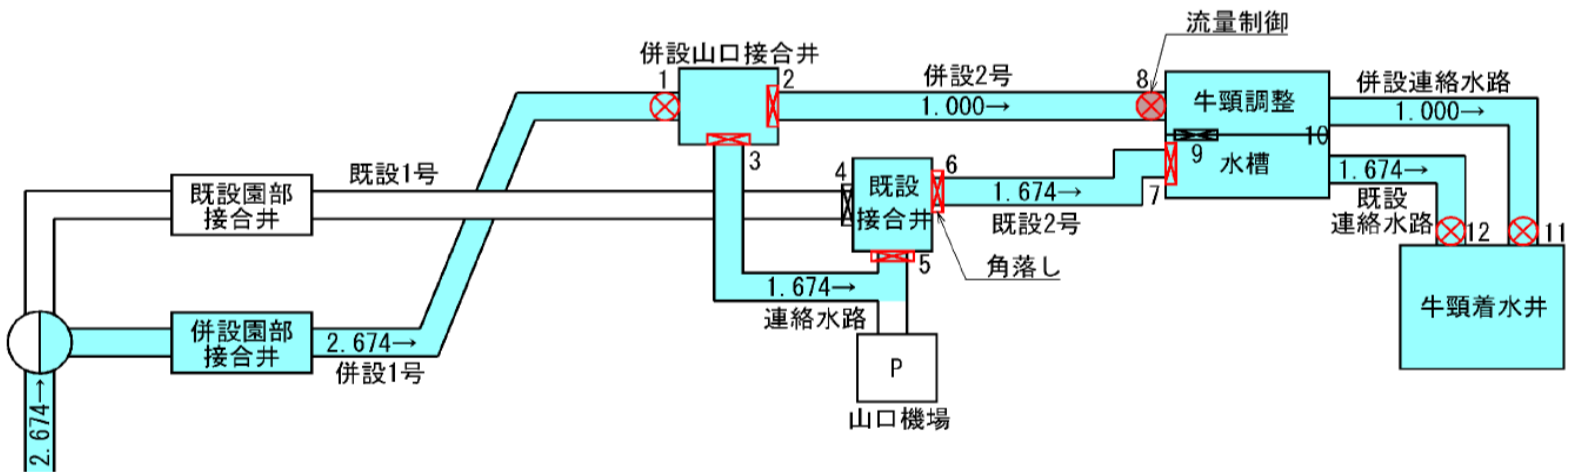 流量制御
併設山口接合井
1
2
併設2号
8
併設連絡水路
1.000→
牛頸調整
1.000→
3
4
6
9
10
水槽
既設1号
既設園部
接合井
既設
接合井
1.674→
7
1.674→
既設2号
既設
連絡水路
12
11
5
角落し
1.674→
連絡水路
併設園部
接合井
2.674→
併設1号
牛頸着水井
P
山口機場
2.674→